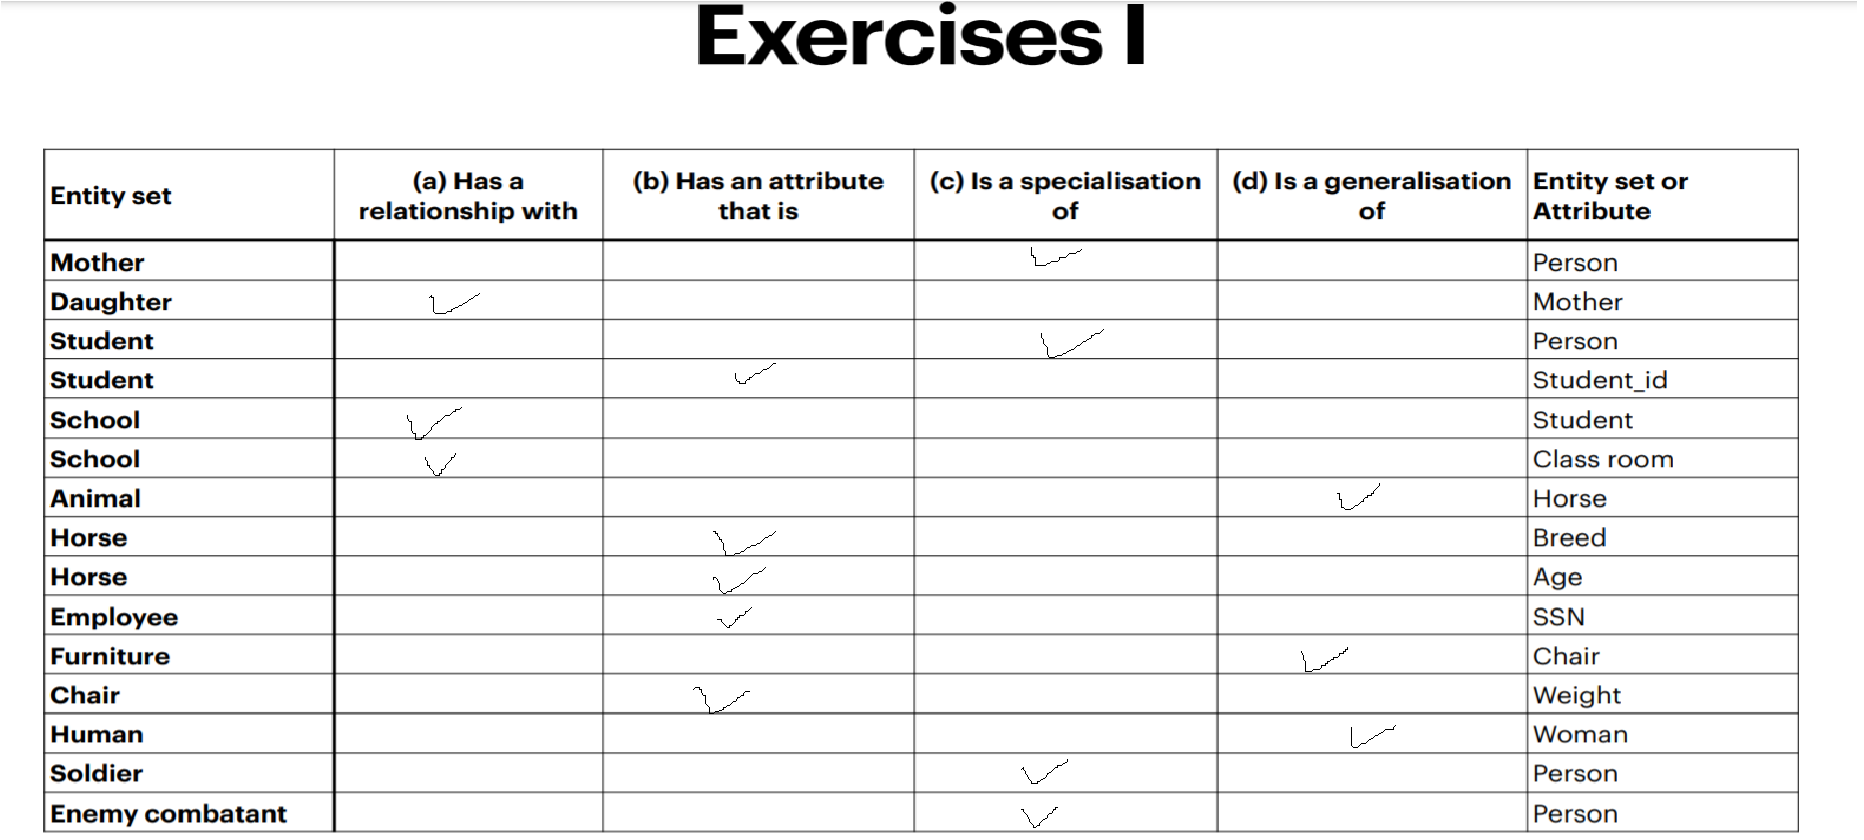 Exercises I
Entity set | (a) Has a relationship with | (b) Has an attribute that is | (c) Is a specialisation of | (d) Is a generalisation of | Entity set or Attribute
Mother | | | ✓ | | Person
Daughter | ✓ | | | | Mother
Student | | | ✓ | | Person
Student | | ✓ | | | Student_id
School | ✓ | | | | Student
School | ✓ | | | | Class room
Animal | | | | ✓ | Horse
Horse | | ✓ | | | Breed
Horse | | ✓ | | | Age
Employee | | ✓ | | | SSN
Furniture | | | | ✓ | Chair
Chair | | ✓ | | | Weight
Human | | | | ✓ | Woman
Soldier | | | ✓ | | Person
Enemy combatant | | | ✓ | | Person